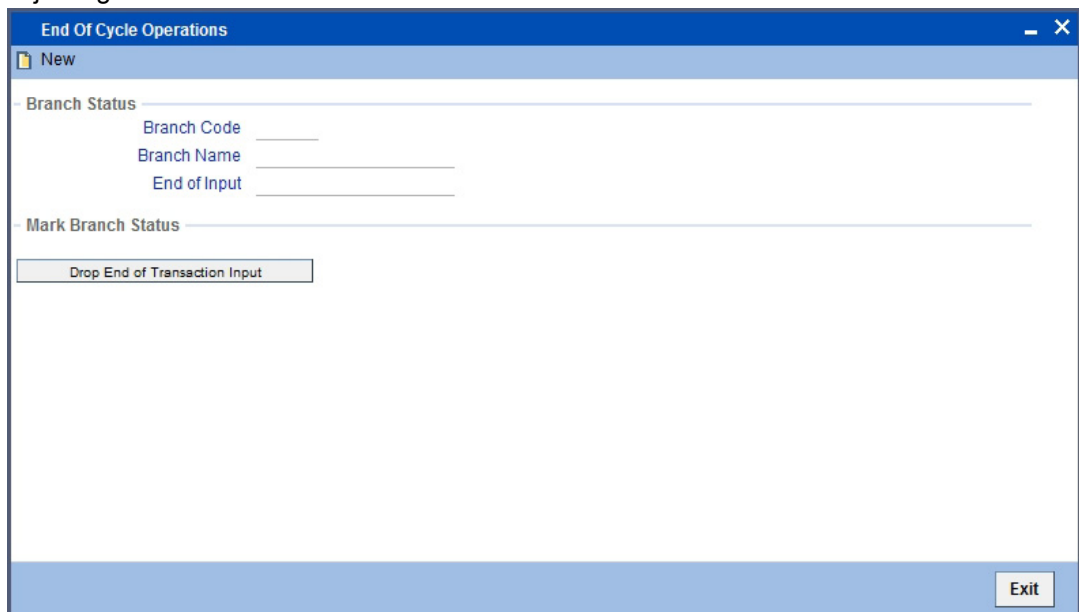 End Of Cycle Operations
New
Branch Status
Branch Code
Branch Name
End of Input
Mark Branch Status
Drop End of Transaction Input
Exit